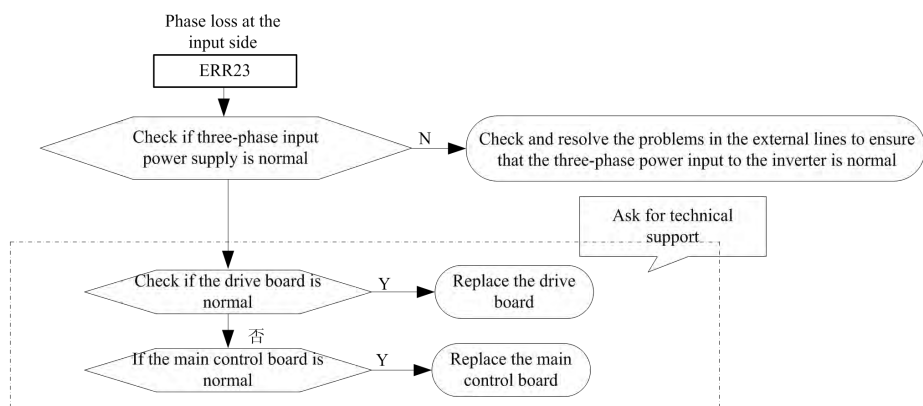 Phase loss at the
input side
ERR23
Check if three-phase input
power supply is normal
N
Check and resolve the problems in the external lines to ensure
that the three-phase power input to the inverter is normal
Ask for technical
support
Check if the drive board is
normal
Y
Replace the drive
board
否
If the main control board is
normal
Y
Replace the main
control board